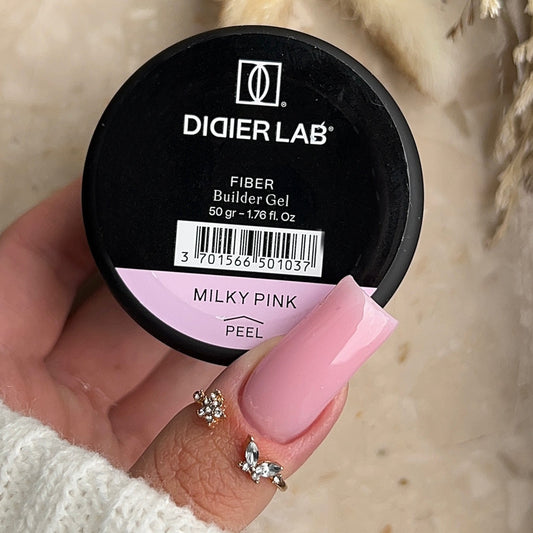 DIDIER LAB®
FIBER
Builder Gel
50 gr – 1.76 fl. Oz
3 701566 501037
MILKY PINK
PEEL